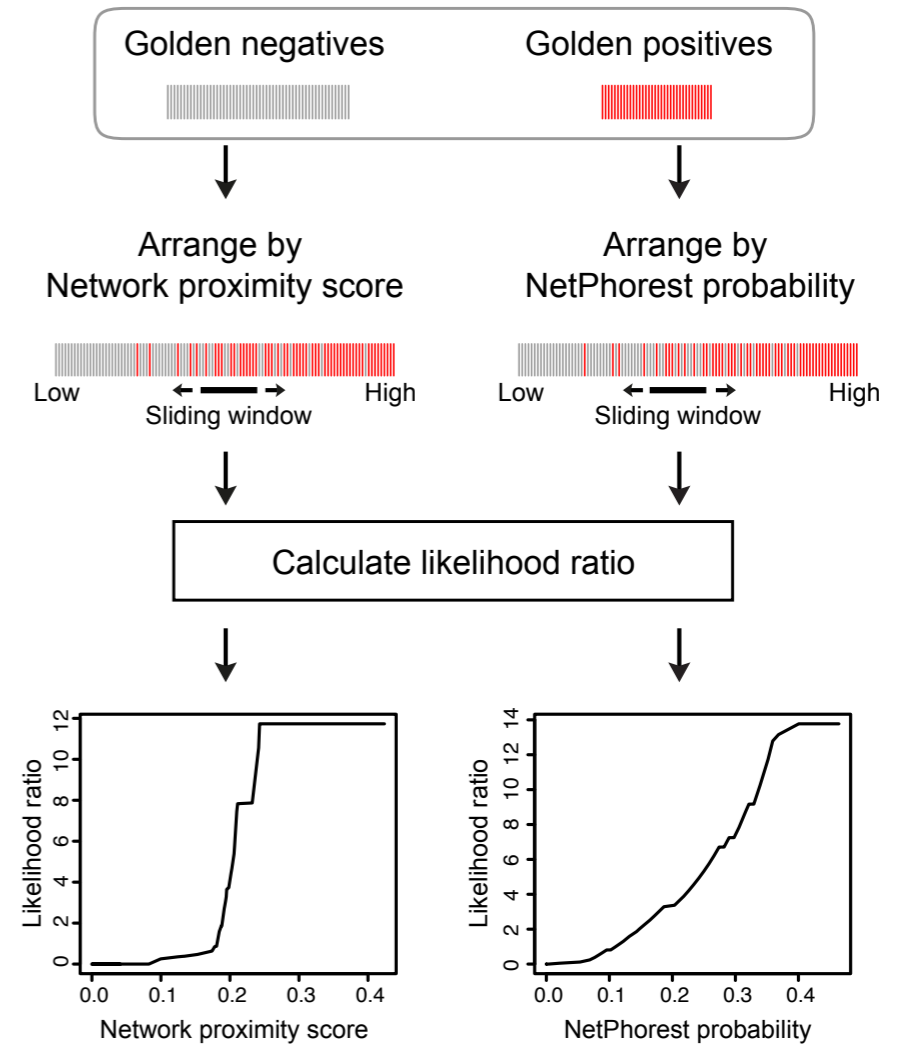 Golden negatives
Golden positives
Arrange by
Network proximity score
Arrange by
NetPhorest probability
Low
High
Sliding window
Low
High
Sliding window
Calculate likelihood ratio
Likelihood ratio
12
10
8
6
4
2
0
0.0 0.1 0.2 0.3 0.4
Network proximity score
Likelihood ratio
14
12
10
8
6
4
2
0
0.0 0.1 0.2 0.3 0.4
NetPhorest probability